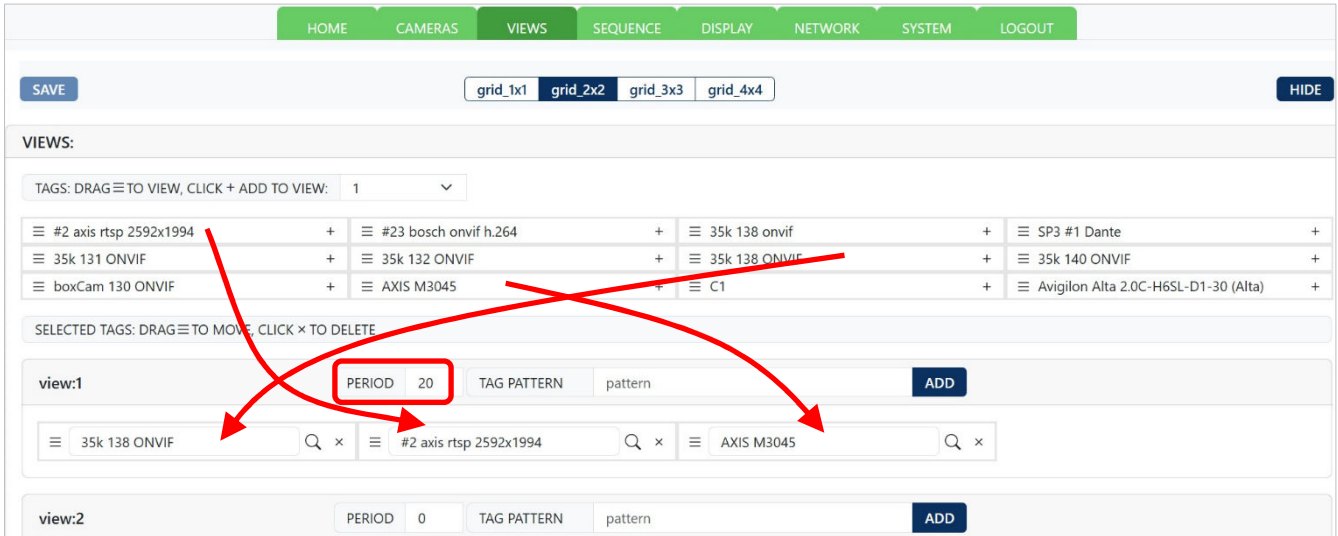 HOME CAMERAS VIEWS SEQUENCE DISPLAY NETWORK SYSTEM LOGOUT
SAVE grid_1x1 grid_2x2 grid_3x3 grid_4x4 HIDE
VIEWS:
TAGS: DRAG☰TO VIEW, CLICK + ADD TO VIEW: 1
☰ #2 axis rtsp 2592x1994 + ☰ #23 bosch onvif h.264 + ☰ 35k 138 onvif + ☰ SP3 #1 Dante +
☰ 35k 131 ONVIF + ☰ 35k 132 ONVIF + ☰ 35k 138 ONVIF + ☰ 35k 140 ONVIF +
☰ boxCam 130 ONVIF + ☰ AXIS M3045 + ☰ C1 + ☰ Avigilon Alta 2.0C-H6SL-D1-30 (Alta) +
SELECTED TAGS: DRAG☰TO MOVE, CLICK × TO DELETE
view:1 PERIOD 20 TAG PATTERN pattern ADD
☰ 35k 138 ONVIF × ☰ #2 axis rtsp 2592x1994 × ☰ AXIS M3045 ×
view:2 PERIOD 0 TAG PATTERN pattern ADD